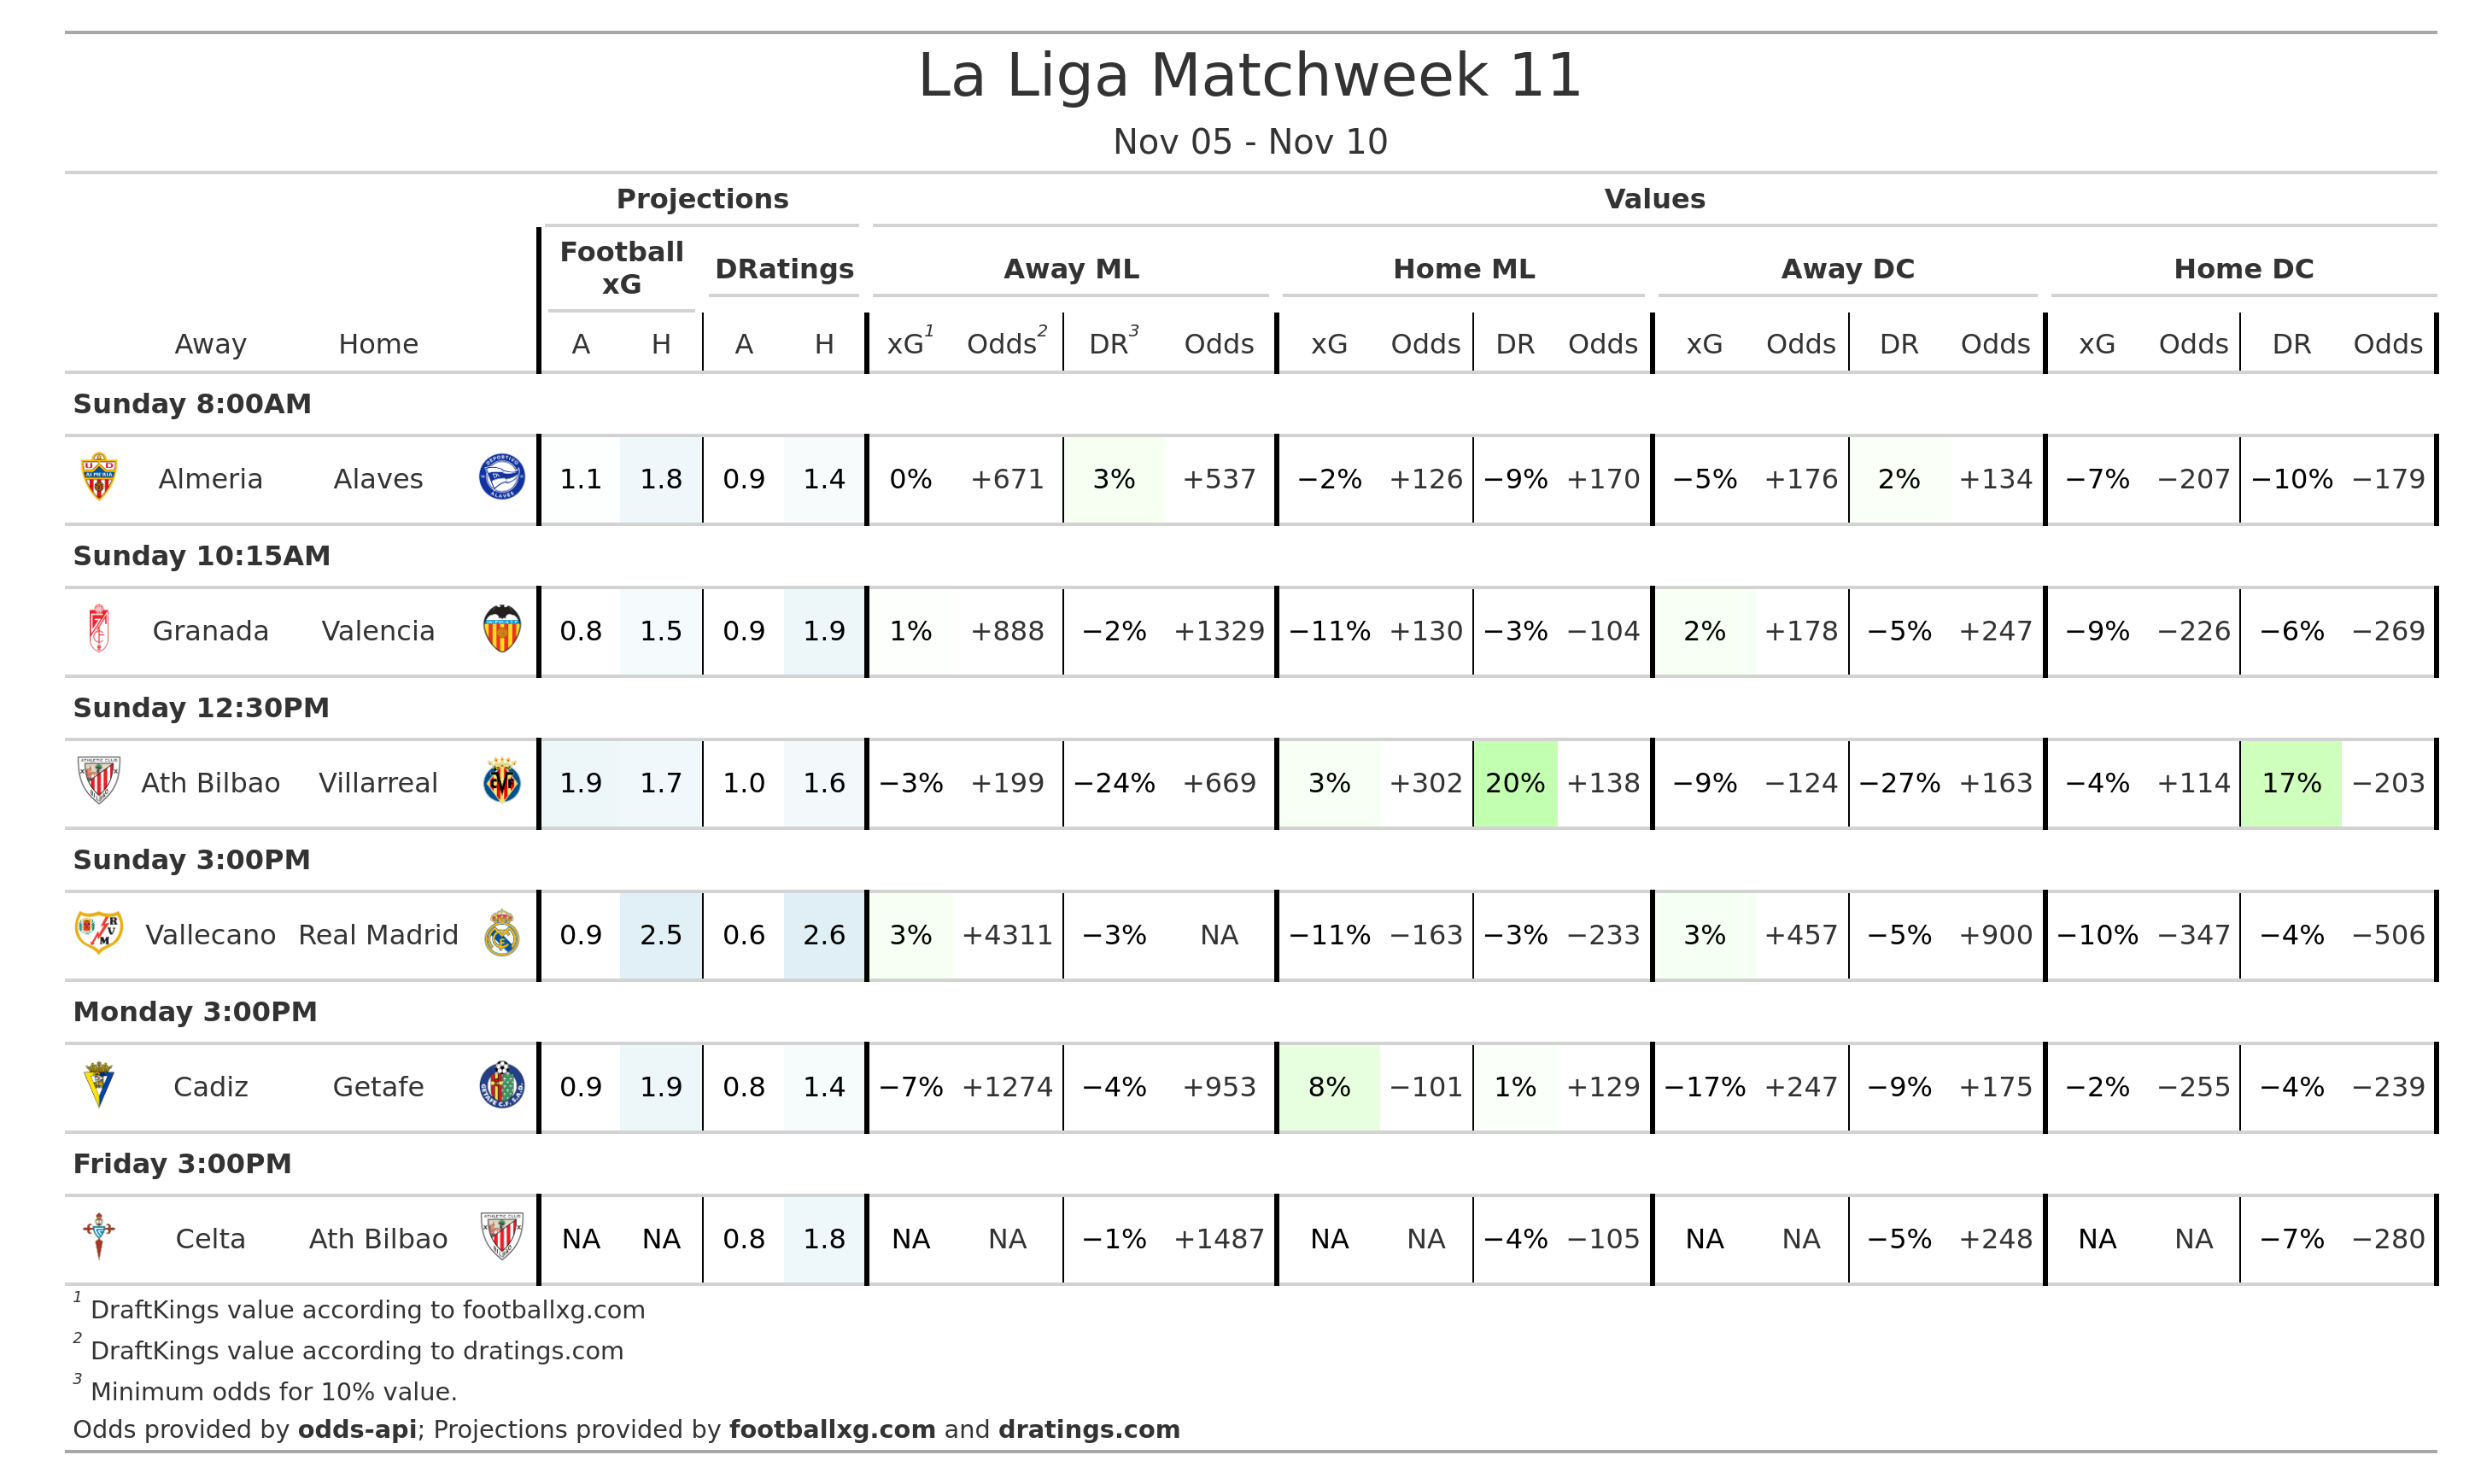 La Liga Matchweek 11
Nov 05 - Nov 10
Projections Values
Football xG DRatings Away ML Home ML Away DC Home DC
Away Home A H A H xG1 Odds2 DR3 Odds xG Odds DR Odds xG Odds DR Odds xG Odds DR Odds
Sunday 8:00AM
Almeria Alaves 1.1 1.8 0.9 1.4 0% +671 3% +537 −2% +126 −9% +170 −5% +176 2% +134 −7% −207 −10% −179
Sunday 10:15AM
Granada Valencia 0.8 1.5 0.9 1.9 1% +888 −2% +1329 −11% +130 −3% −104 2% +178 −5% +247 −9% −226 −6% −269
Sunday 12:30PM
Ath Bilbao Villarreal 1.9 1.7 1.0 1.6 −3% +199 −24% +669 3% +302 20% +138 −9% −124 −27% +163 −4% +114 17% −203
Sunday 3:00PM
Vallecano Real Madrid 0.9 2.5 0.6 2.6 3% +4311 −3% NA −11% −163 −3% −233 3% +457 −5% +900 −10% −347 −4% −506
Monday 3:00PM
Cadiz Getafe 0.9 1.9 0.8 1.4 −7% +1274 −4% +953 8% −101 1% +129 −17% +247 −9% +175 −2% −255 −4% −239
Friday 3:00PM
Celta Ath Bilbao NA NA 0.8 1.8 NA NA −1% +1487 NA NA −4% −105 NA NA −5% +248 NA NA −7% −280
1 DraftKings value according to footballxg.com
2 DraftKings value according to dratings.com
3 Minimum odds for 10% value.
Odds provided by odds-api; Projections provided by footballxg.com and dratings.com